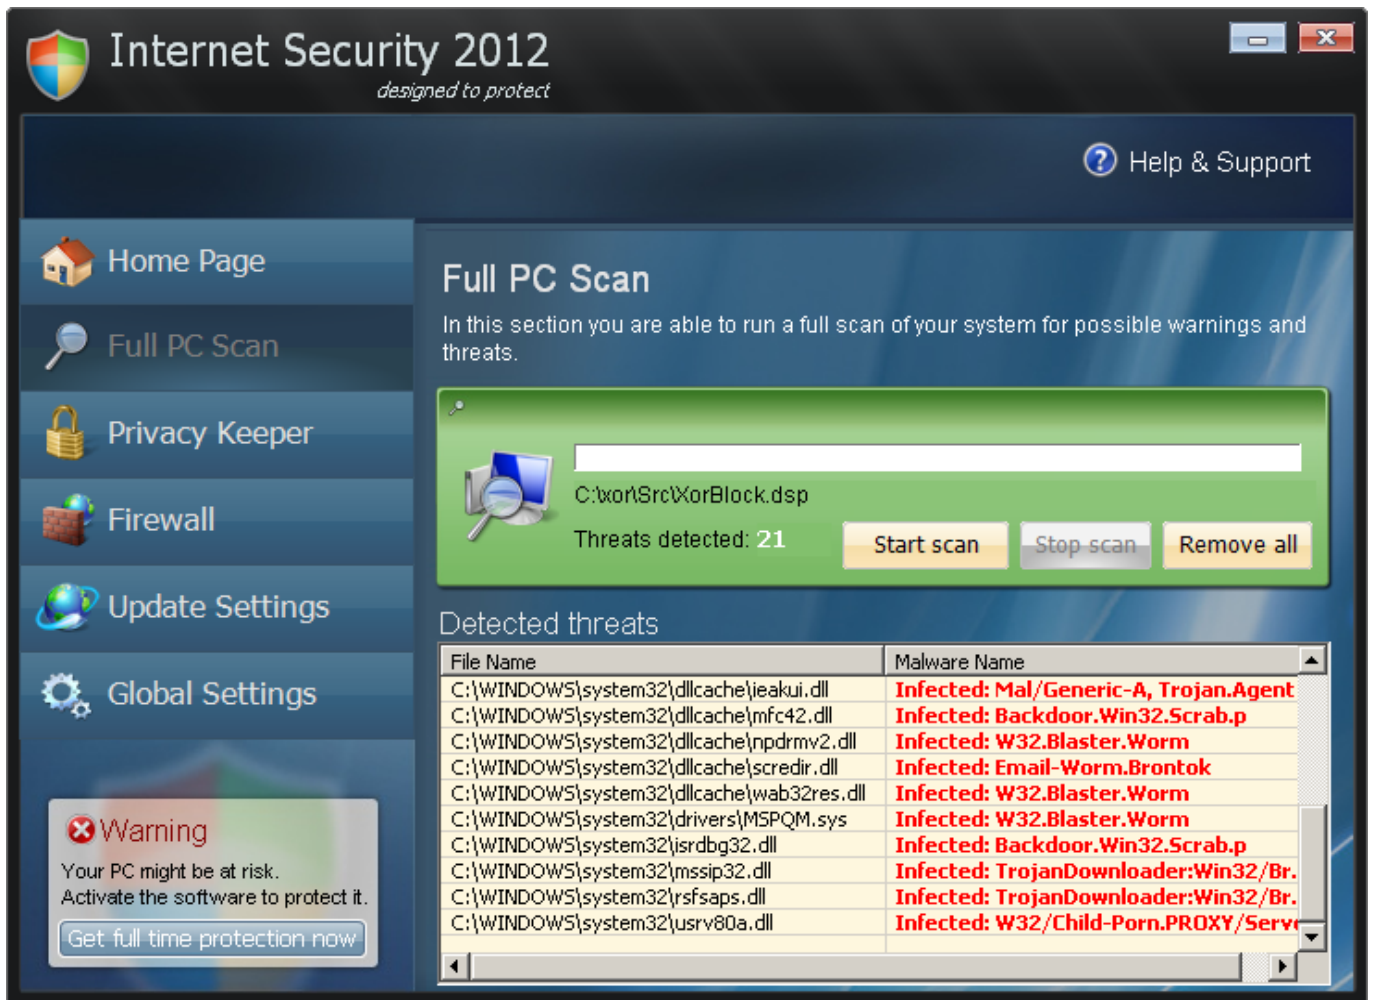 Internet Security 2012
designed to protect
Help & Support
Home Page
Full PC Scan
Privacy Keeper
Firewall
Update Settings
Global Settings
Warning
Your PC might be at risk.
Activate the software to protect it.
Get full time protection now
Full PC Scan
In this section you are able to run a full scan of your system for possible warnings and
threats.
C:\xor\Src\XorBlock.dsp
Threats detected: 21
Start scan
Stop scan
Remove all
Detected threats
File Name Malware Name
C:\WINDOWS\system32\dllcache\ieakui.dll Infected: Mal/Generic-A, Trojan.Agent
C:\WINDOWS\system32\dllcache\mfc42.dll Infected: Backdoor.Win32.Scrab.p
C:\WINDOWS\system32\dllcache\npdrmv2.dll Infected: W32.Blaster.Worm
C:\WINDOWS\system32\dllcache\scredir.dll Infected: Email-Worm.Brontok
C:\WINDOWS\system32\dllcache\wab32res.dll Infected: W32.Blaster.Worm
C:\WINDOWS\system32\drivers\MSPQM.sys Infected: W32.Blaster.Worm
C:\WINDOWS\system32\isrdbg32.dll Infected: Backdoor.Win32.Scrab.p
C:\WINDOWS\system32\mssip32.dll Infected: TrojanDownloader:Win32/Br.
C:\WINDOWS\system32\rsfsaps.dll Infected: TrojanDownloader:Win32/Br.
C:\WINDOWS\system32\usrv80a.dll Infected: W32/Child-Porn.PROXY/Serve